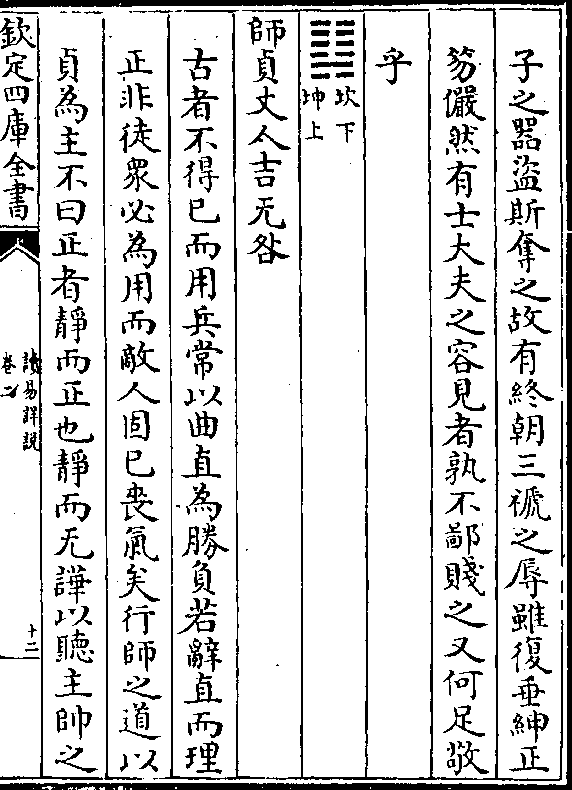 子之器盜斯奪之故有終朝三褫之辱雖復垂紳正
笏儼然有士大夫之容見者孰不鄙賤之又何足敬
乎
䷆坎下
坤上
師貞丈人吉无咎
古者不得已而用兵常以曲直為勝負若辭直而理
正非徒衆必為用而敵人固已喪氣矣行師之道以
貞為主不曰正者靜而正也靜而无譁以聽主帥之
欽定四庫全書
讀易詳説
卷二
十二